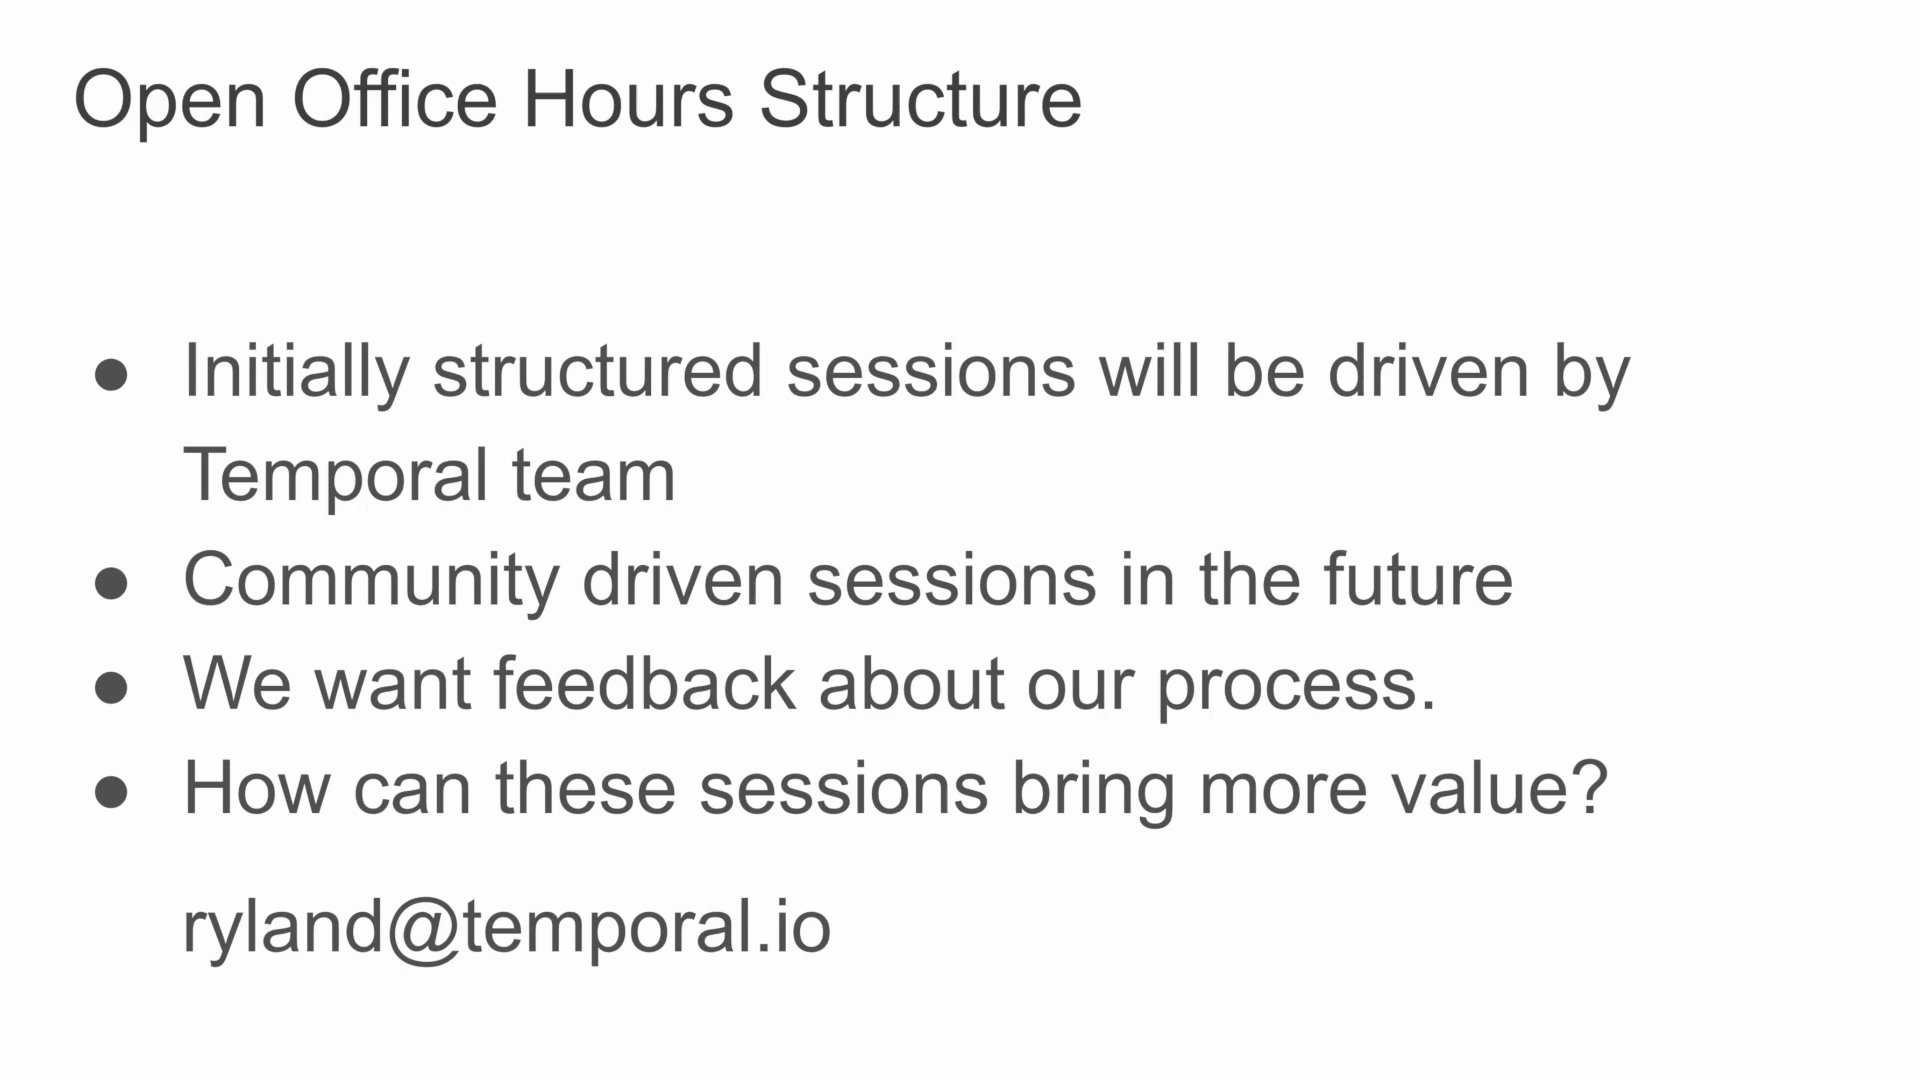 Open Office Hours Structure
● Initially structured sessions will be driven by
Temporal team
● Community driven sessions in the future
● We want feedback about our process.
● How can these sessions bring more value?
ryland@temporal.io